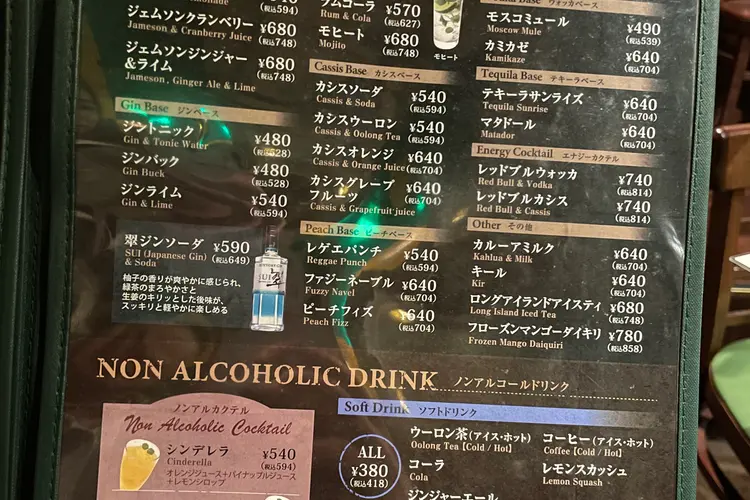 Jameson & Cranberry Juice
ジェムソンクランベリー
¥680
(税込748)
ジェムソンジンジャー
&ライム
Jameson, Ginger Ale & Lime
¥680
(税込748)
Gin Base ジンベース
ジントニック
Gin & Tonic Water
¥480
(税込528)
ジンバック
Gin Buck
¥480
(税込528)
ジンライム
Gin & Lime
¥540
(税込594)
翠ジンソーダ
SUI (Japanese Gin)
& Soda
¥590
(税込649)
柚子の香りが爽やかに感じられ、
緑茶のまろやかさと
生姜のキリッとした後味が、
スッキリと軽やかに楽しめる
SUI
翠
ラムコーラ
Rum & Cola
¥570
(税込627)
モヒート
Mojito
¥680
(税込748)
モヒート
Cassis Base カシスベース
カシスソーダ
Cassis & Soda
¥540
(税込594)
カシスウーロン
Cassis & Oolong Tea
¥540
(税込594)
カシスオレンジ
Cassis & Orange Juice
¥640
(税込704)
カシスグレープ
フルーツ
Cassis & Grapefruit juice
¥640
(税込704)
Peach Base ピーチベース
レゲエパンチ
Reggae Punch
¥540
(税込594)
ファジーネーブル
Fuzzy Navel
¥640
(税込704)
ピーチフィズ
Peach Fizz
¥640
(税込704)
ウォッカベース
モスコミュール
Moscow Mule
¥490
(税込539)
カミカゼ
Kamikaze
¥640
(税込704)
Tequila Base テキーラベース
テキーラサンライズ
Tequila Sunrise
¥640
(税込704)
マタドール
Matador
¥640
(税込704)
Energy Cocktail エナジーカクテル
レッドブルウォッカ
Red Bull & Vodka
¥740
(税込814)
レッドブルカシス
Red Bull & Cassis
¥740
(税込814)
Other その他
カルーアミルク
Kahlua & Milk
¥640
(税込704)
キール
Kir
¥640
(税込704)
ロングアイランドアイスティ
Long Island Iced Tea
¥680
(税込748)
フローズンマンゴーダイキリ
Frozen Mango Daiquiri
¥780
(税込858)
NON ALCOHOLIC DRINK ノンアルコールドリンク
ノンアルカクテル
Non Alcoholic Cocktail
シンデレラ
Cinderella
¥540
(税込594)
オレンジジュース+パイナップルジュース
+レモンシロップ
Soft Drink ソフトドリンク
ALL
¥380
(税込418)
ウーロン茶(アイス・ホット)
Oolong Tea [Cold / Hot]
コーラ
Cola
ジンジャーエール
コーヒー(アイス・ホット)
Coffee [Cold / Hot]
レモンスカッシュ
Lemon Squash